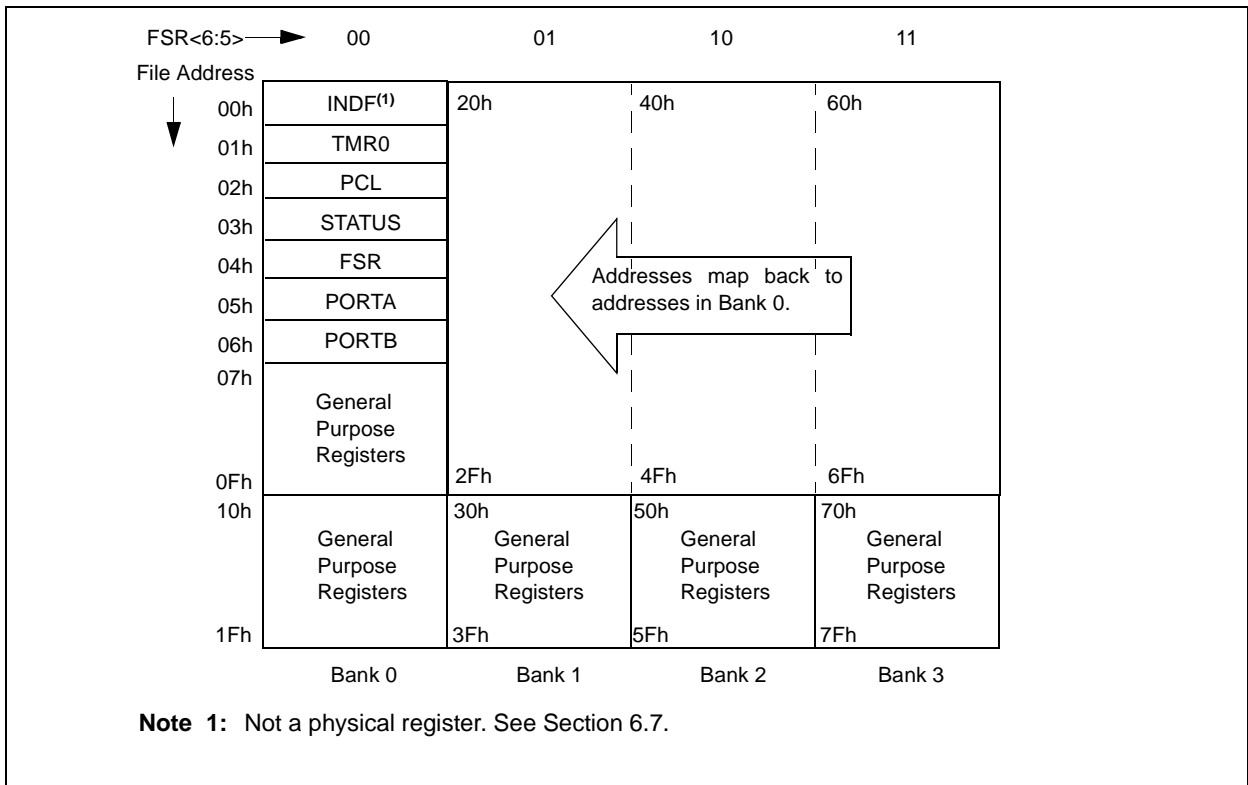 FSR<6:5> 00 01 10 11
File Address
00h INDF(1) 20h 40h 60h
01h TMR0
02h PCL
03h STATUS
04h FSR
Addresses map back to
05h PORTA
addresses in Bank 0.
06h PORTB
07h
General
Purpose
Registers
0Fh 2Fh 4Fh 6Fh
10h 30h 50h 70h
General General General General
Purpose Purpose Purpose Purpose
Registers Registers Registers Registers
1Fh 3Fh 5Fh 7Fh
Bank 0 Bank 1 Bank 2 Bank 3
Note 1: Not a physical register. See Section 6.7.